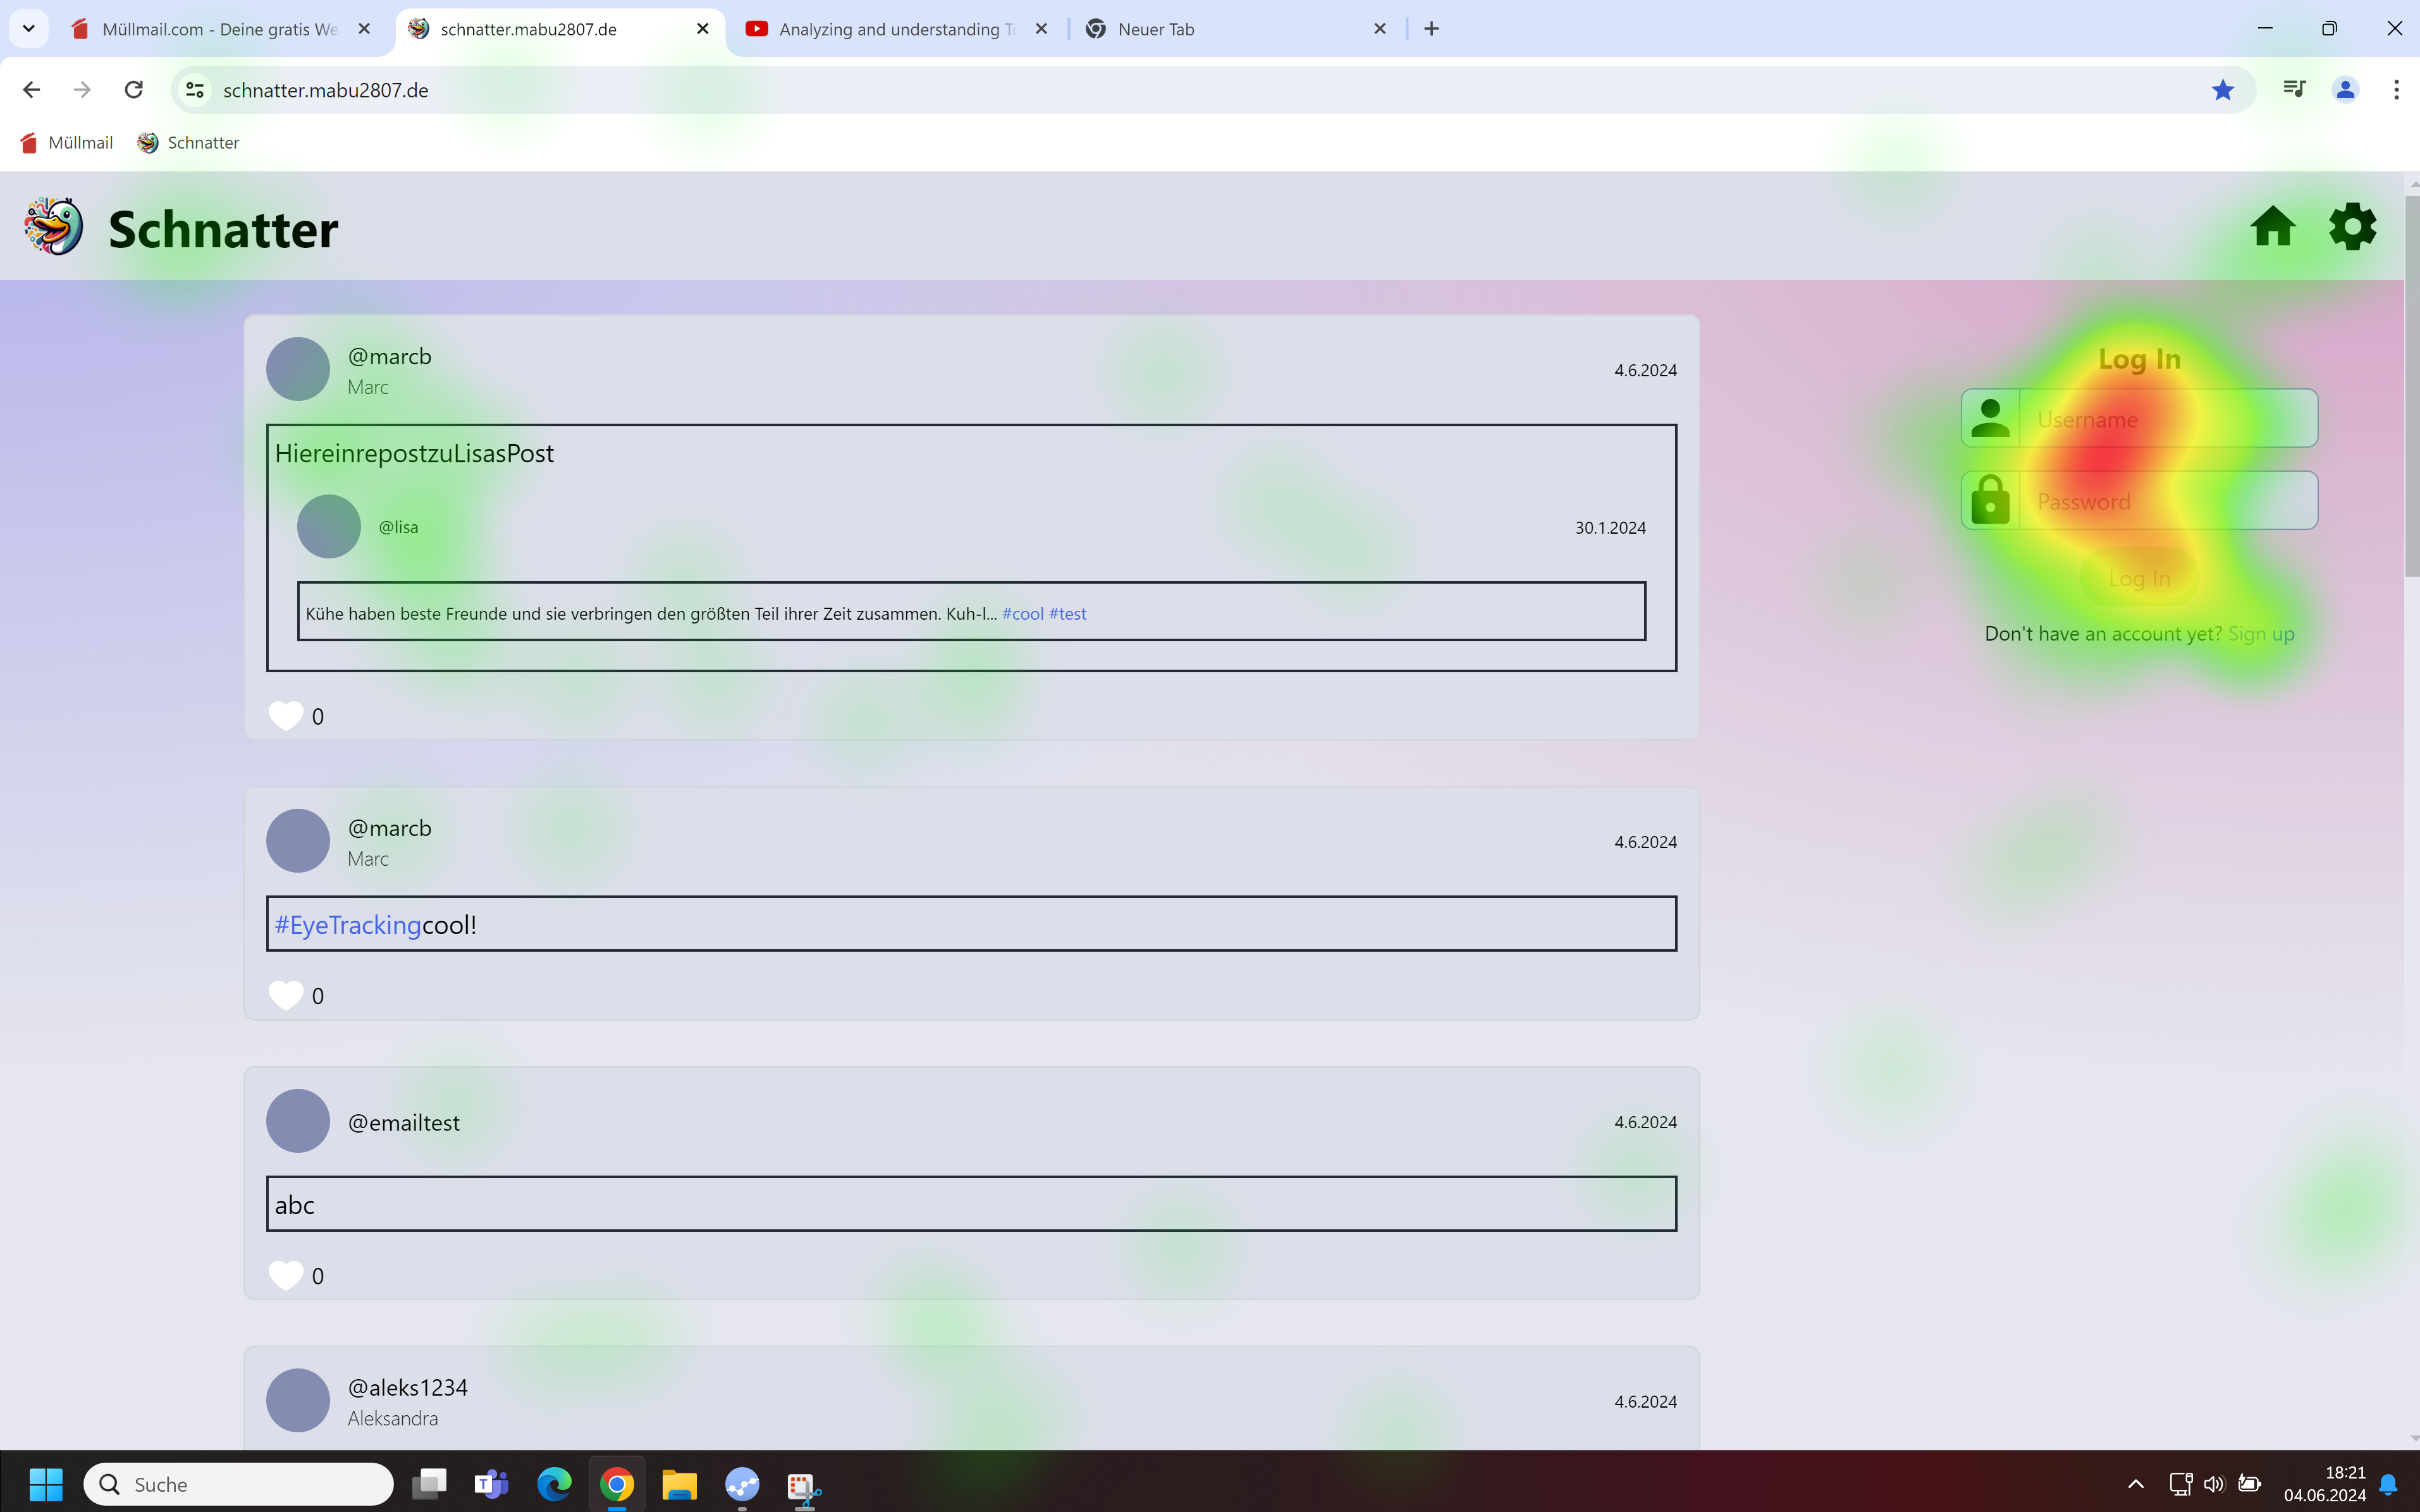 Müllmail.com - Deine gratis We
schnatter.mabu2807.de
Analyzing and understanding To
Neuer Tab
schnatter.mabu2807.de
Müllmail
Schnatter
Schnatter
@marcb
Marc
4.6.2024
HiereinrepostzuLisasPost
@lisa
30.1.2024
Kühe haben beste Freunde und sie verbringen den größten Teil ihrer Zeit zusammen. Kuh-l... #cool #test
0
Log In
Username
Password
Log In
Don't have an account yet? Sign up
@marcb
Marc
4.6.2024
#EyeTrackingcool!
0
@emailtest
4.6.2024
abc
0
@aleks1234
Aleksandra
4.6.2024
Suche
18:21
04.06.2024